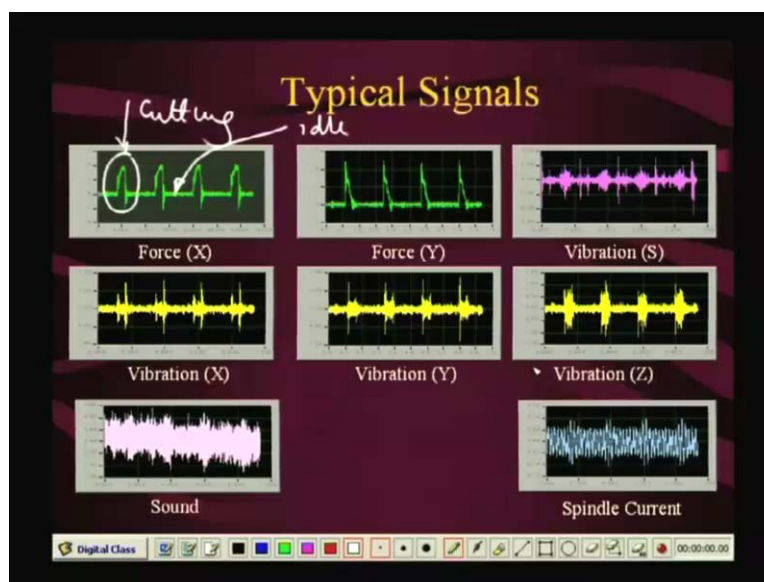 Typical Signals
cutting
idle
Force (X)
Force (Y)
Vibration (S)
Vibration (X)
Vibration (Y)
Vibration (Z)
Sound
Spindle Current
Digital Class
00:00:00.00